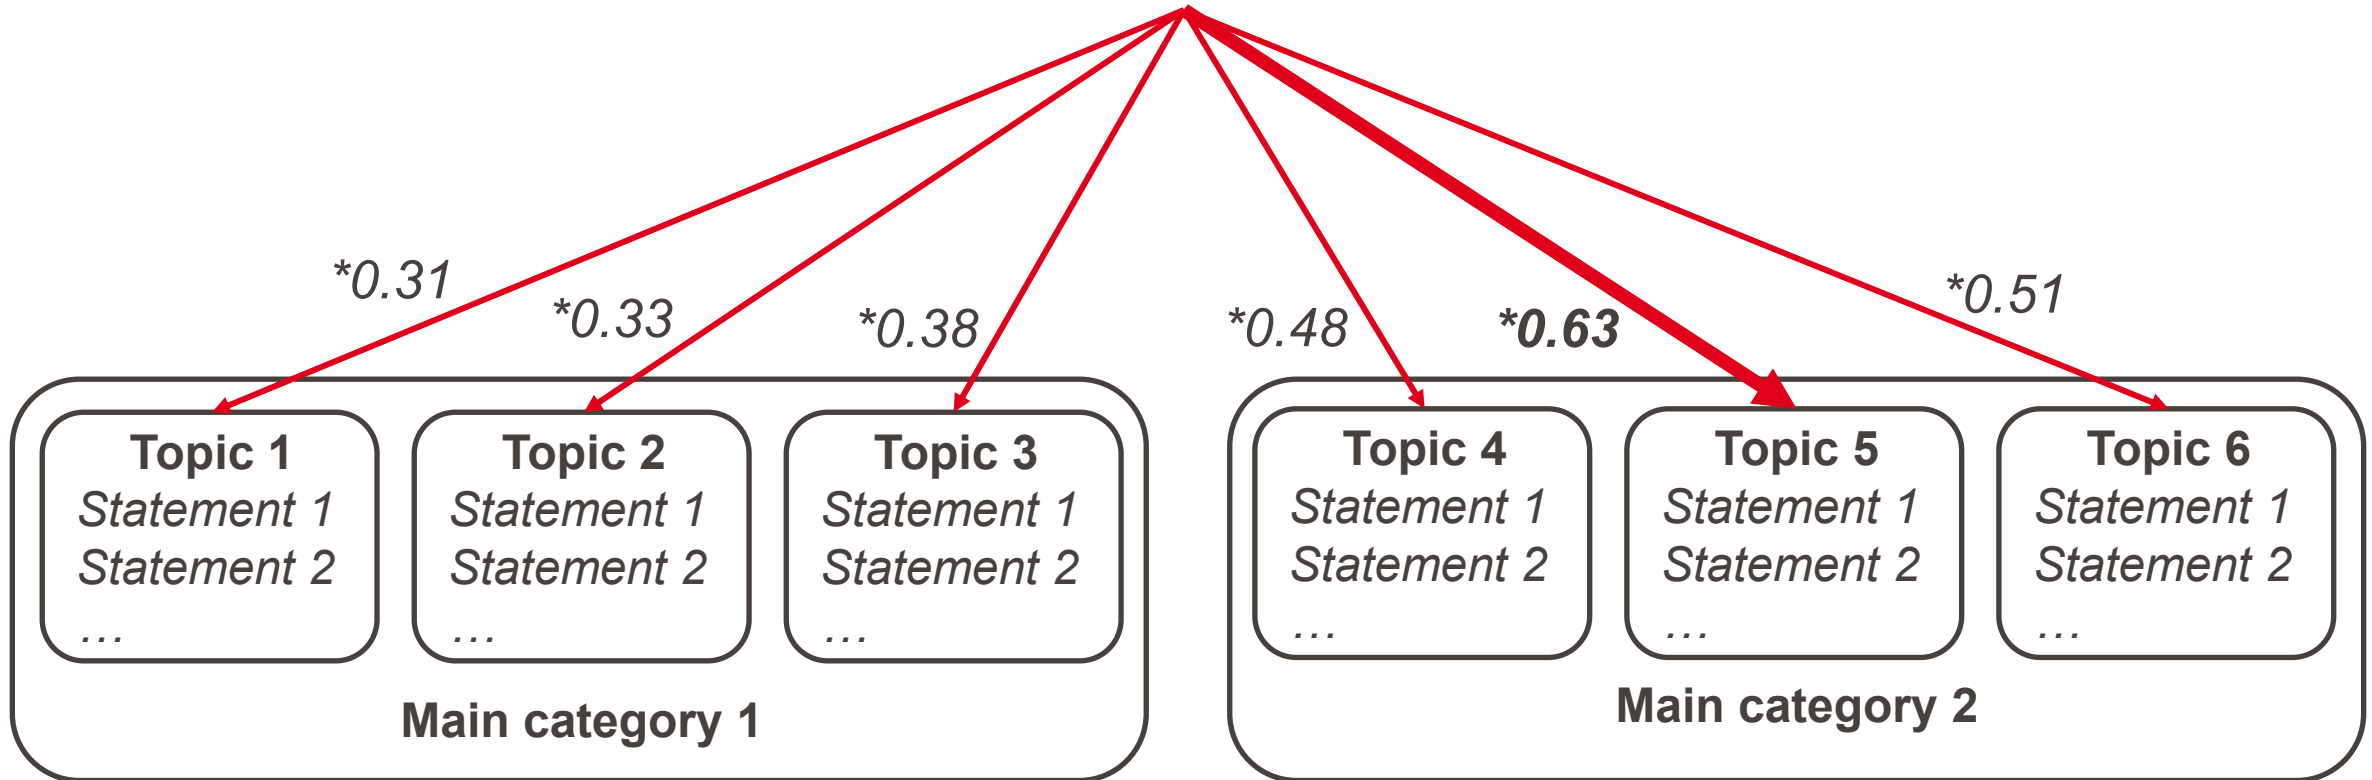 *0.31
*0.33
*0.38
*0.48
*0.63
*0.51
Topic 1
Statement 1
Statement 2
…
Topic 2
Statement 1
Statement 2
…
Topic 3
Statement 1
Statement 2
…
Main category 1
Topic 4
Statement 1
Statement 2
…
Topic 5
Statement 1
Statement 2
…
Topic 6
Statement 1
Statement 2
…
Main category 2